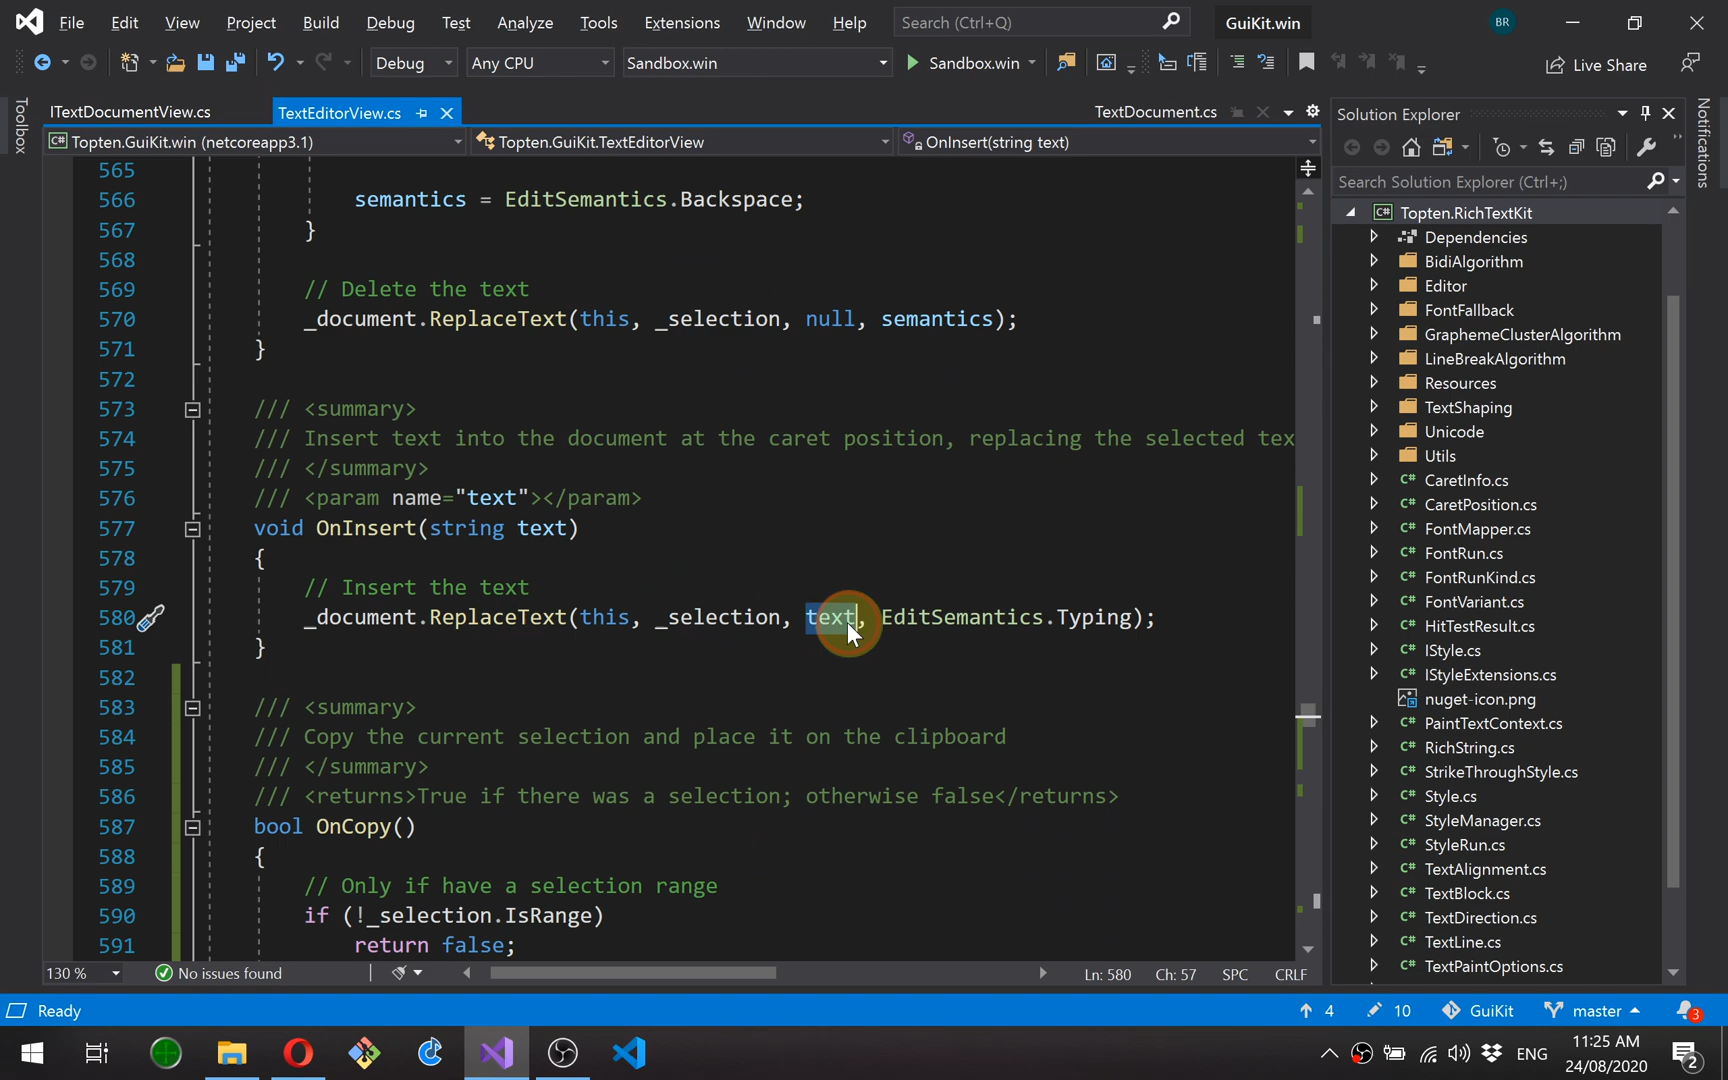 File Edit View Project Build Debug Test Analyze Tools Extensions Window Help Search (Ctrl+Q) GuiKit.win BR
Debug Any CPU Sandbox.win Sandbox.win Live Share
Toolbox
ITextDocumentView.cs TextEditorView.cs TextDocument.cs
Topten.GuiKit.win (netcoreapp3.1) Topten.GuiKit.TextEditorView OnInsert(string text)
565
566 semantics = EditSemantics.Backspace;
567 }
568
569 // Delete the text
570 _document.ReplaceText(this, _selection, null, semantics);
571 }
572
573 /// <summary>
574 /// Insert text into the document at the caret position, replacing the selected tex
575 /// </summary>
576 /// <param name="text"></param>
577 void OnInsert(string text)
578 {
579 // Insert the text
580 _document.ReplaceText(this, _selection, text, EditSemantics.Typing);
581 }
582
583 /// <summary>
584 /// Copy the current selection and place it on the clipboard
585 /// </summary>
586 /// <returns>True if there was a selection; otherwise false</returns>
587 bool OnCopy()
588 {
589 // Only if have a selection range
590 if (!_selection.IsRange)
591 return false;
130 % No issues found Ln: 580 Ch: 57 SPC CRLF
Solution Explorer
Search Solution Explorer (Ctrl+;)
C# Topten.RichTextKit
Dependencies
BidiAlgorithm
Editor
FontFallback
GraphemeClusterAlgorithm
LineBreakAlgorithm
Resources
TextShaping
Unicode
Utils
C# CaretInfo.cs
C# CaretPosition.cs
C# FontMapper.cs
C# FontRun.cs
C# FontRunKind.cs
C# FontVariant.cs
C# HitTestResult.cs
C# IStyle.cs
C# IStyleExtensions.cs
nuget-icon.png
C# PaintTextContext.cs
C# RichString.cs
C# StrikeThroughStyle.cs
C# Style.cs
C# StyleManager.cs
C# StyleRun.cs
C# TextAlignment.cs
C# TextBlock.cs
C# TextDirection.cs
C# TextLine.cs
C# TextPaintOptions.cs
Notifications
Ready 4 10 GuiKit master 3
ENG 11:25 AM
24/08/2020 2